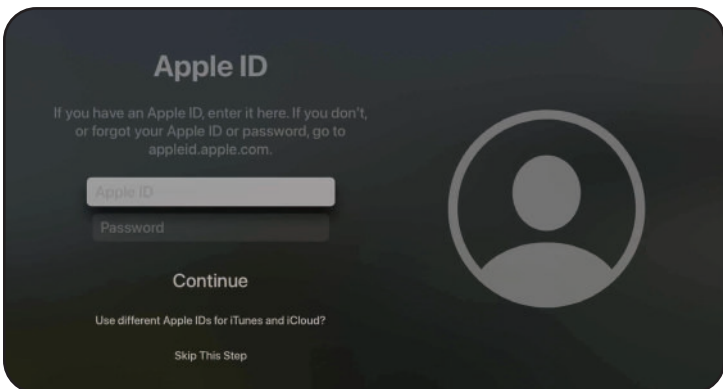 Apple ID
If you have an Apple ID, enter it here. If you don't,
or forgot your Apple ID or password, go to
appleid.apple.com.
Apple ID
Password
Continue
Use different Apple IDs for iTunes and iCloud?
Skip This Step